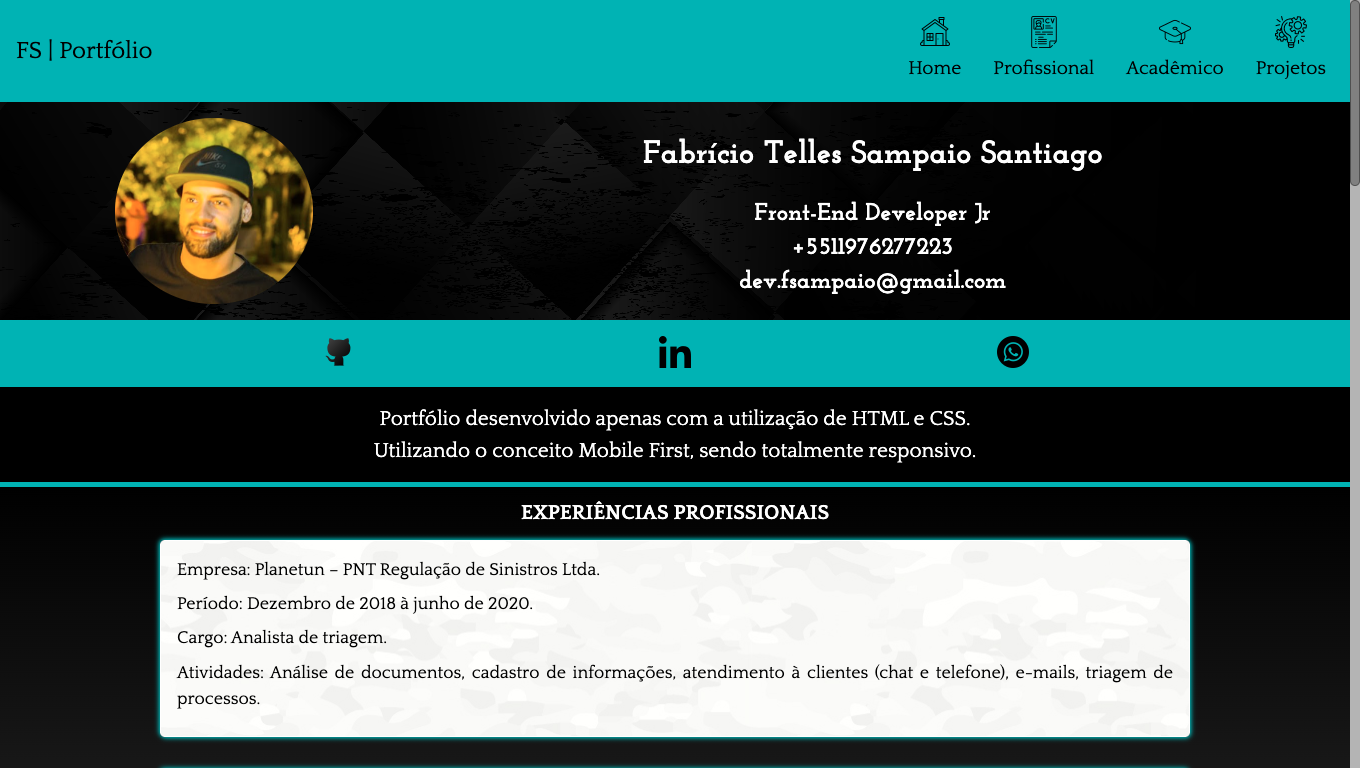 FS | Portfólio
Home
Profissional
Acadêmico
Projetos
Fabrício Telles Sampaio Santiago
Front-End Developer Jr
+5511976277223
dev.fsampaio@gmail.com
in
Portfólio desenvolvido apenas com a utilização de HTML e CSS.
Utilizando o conceito Mobile First, sendo totalmente responsivo.
EXPERIÊNCIAS PROFISSIONAIS
Empresa: Planetun – PNT Regulação de Sinistros Ltda.
Período: Dezembro de 2018 à junho de 2020.
Cargo: Analista de triagem.
Atividades: Análise de documentos, cadastro de informações, atendimento à clientes (chat e telefone), e-mails, triagem de
processos.